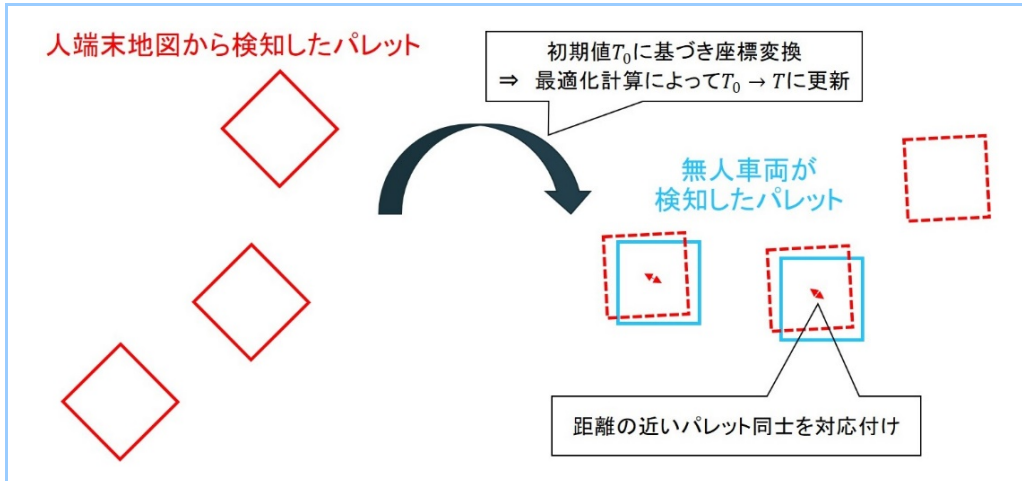 人端末地図から検知したパレット
初期値T₀に基づき座標変換
⇒ 最適化計算によってT₀ → Tに更新
無人車両が
検知したパレット
距離の近いパレット同士を対応付け